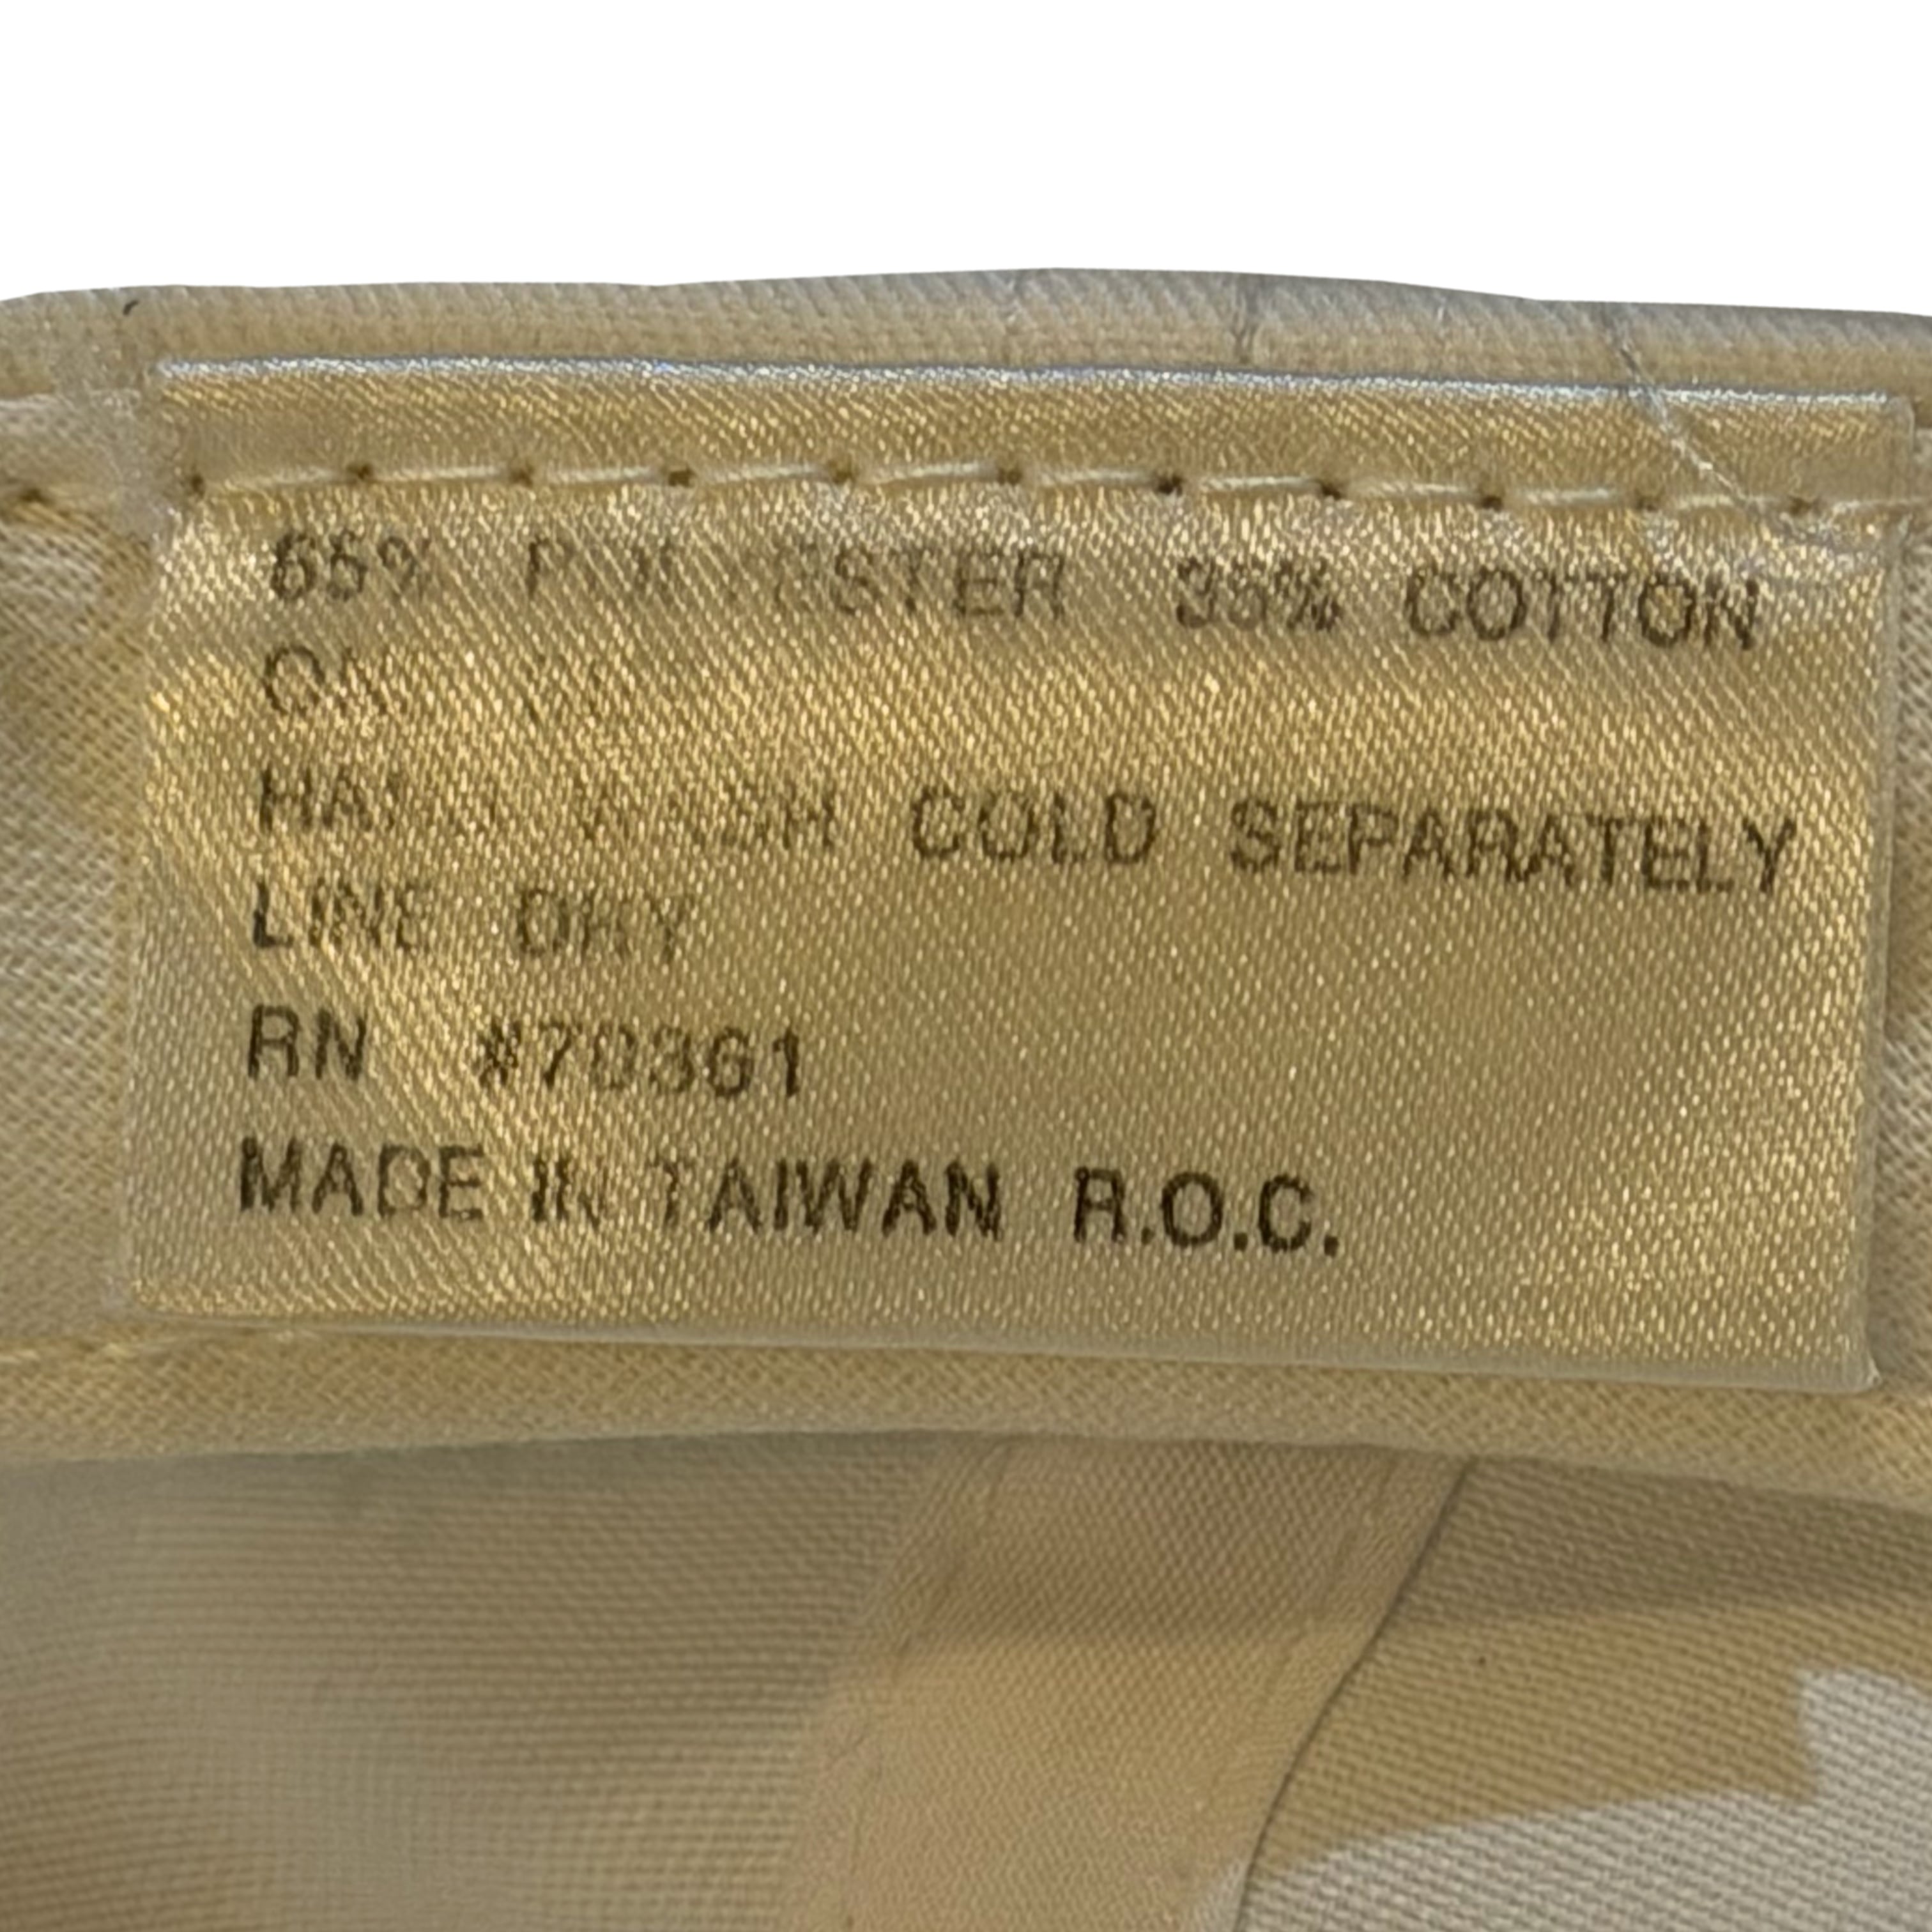 65% POLYESTER 35% COTTON
HAND WASH COLD SEPARATELY
LINE DRY
RN #70361
MADE IN TAIWAN R.O.C.